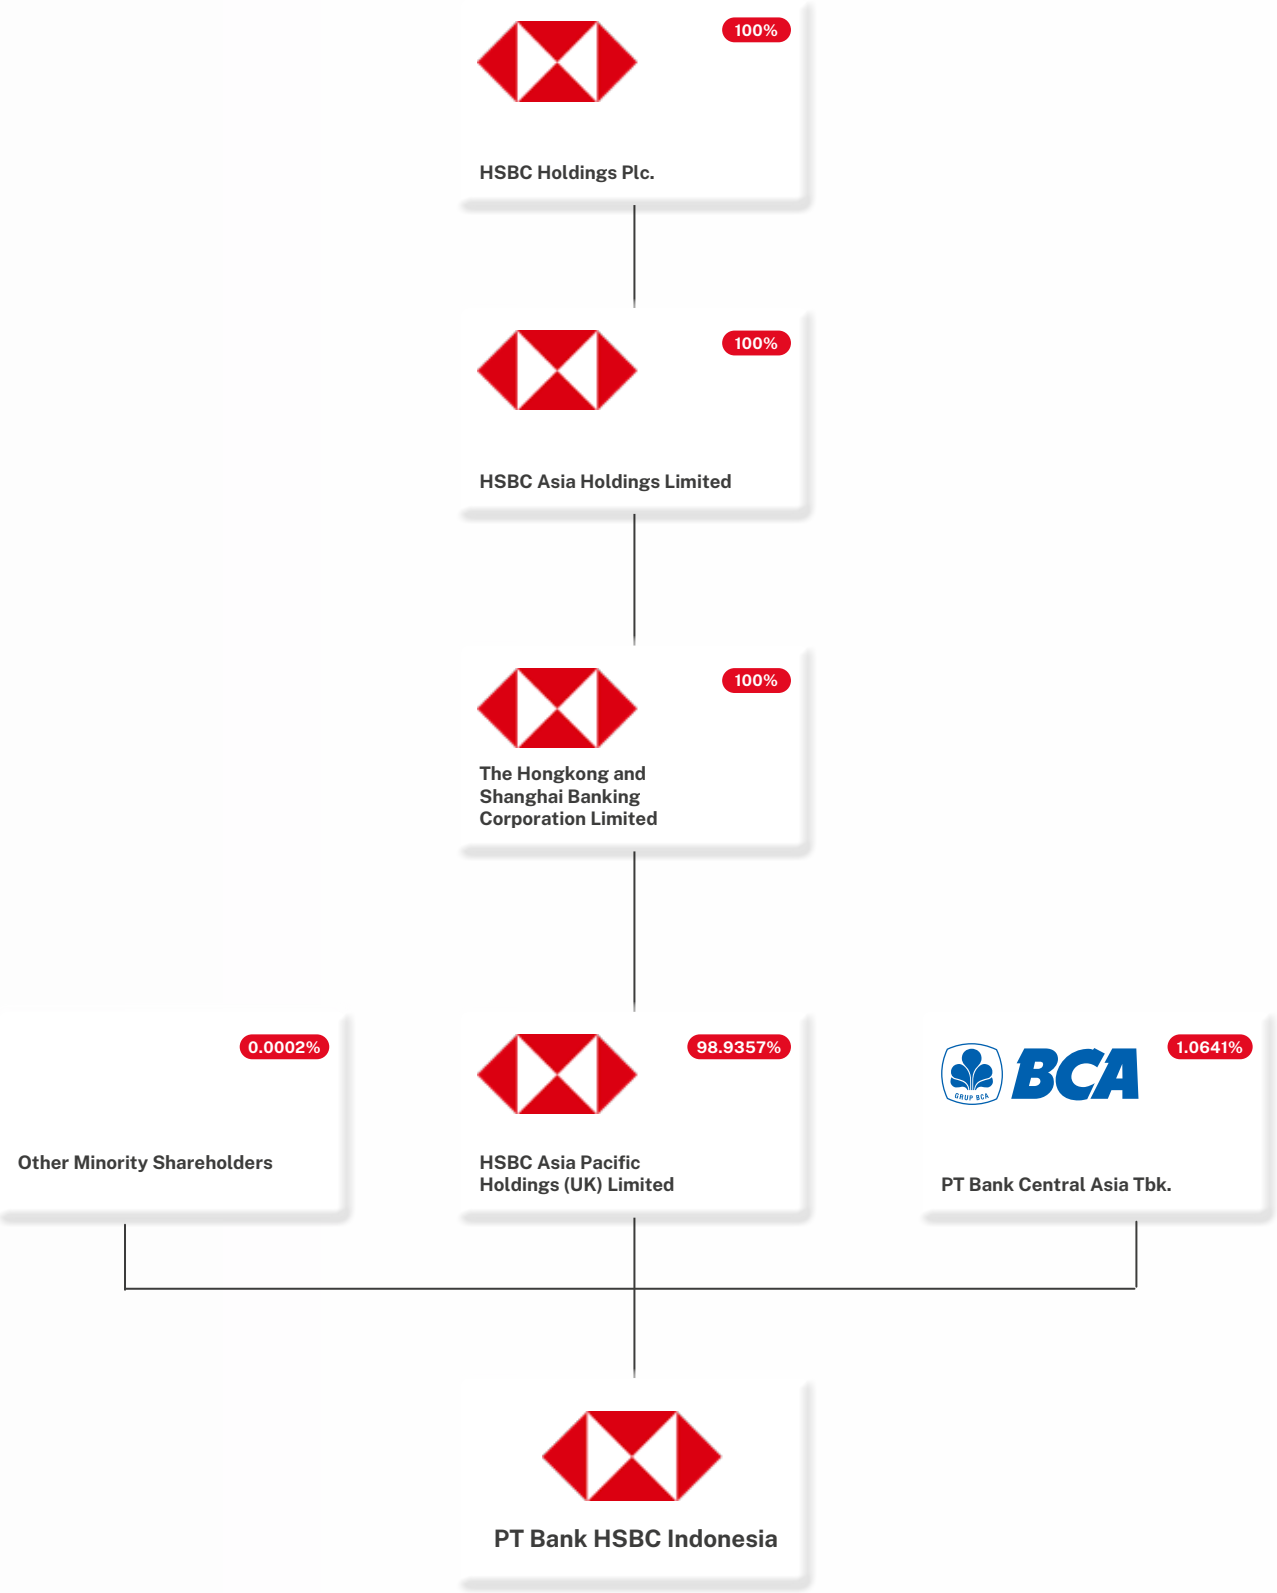 100%
HSBC Holdings Plc.
100%
HSBC Asia Holdings Limited
100%
The Hongkong and
Shanghai Banking
Corporation Limited
0.0002%
Other Minority Shareholders
98.9357%
HSBC Asia Pacific
Holdings (UK) Limited
GRUP BCA
BCA
1.0641%
PT Bank Central Asia Tbk.
PT Bank HSBC Indonesia